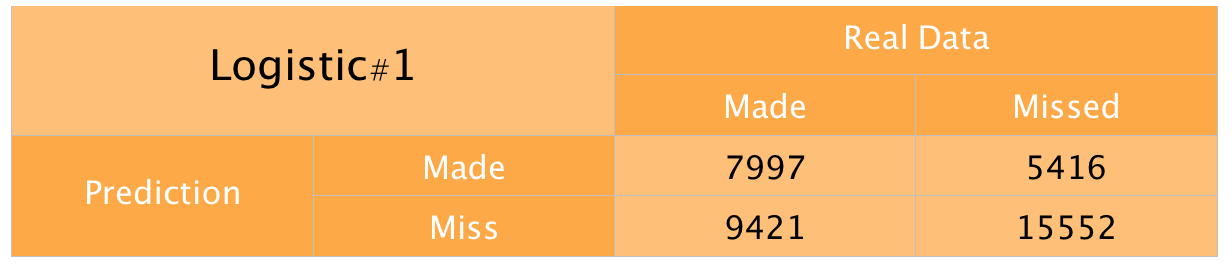 Logistic#1
Real Data
Made Missed
Prediction
Made 7997 5416
Miss 9421 15552